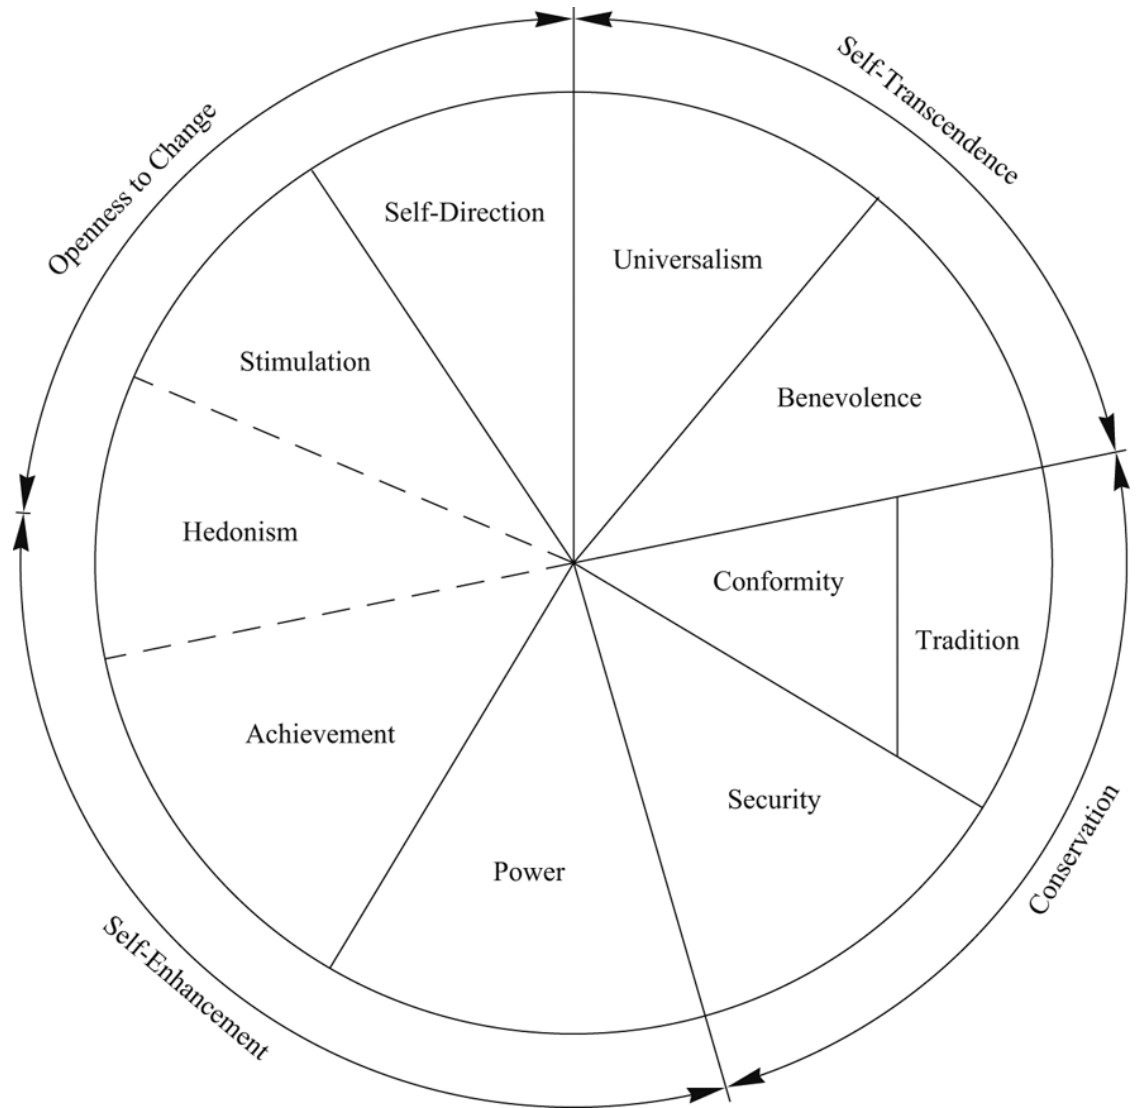 Self-Transcendence
Openness to Change
Self-Direction
Universalism
Stimulation
Benevolence
Hedonism
Conformity
Tradition
Achievement
Security
Power
Conservation
Self-Enhancement